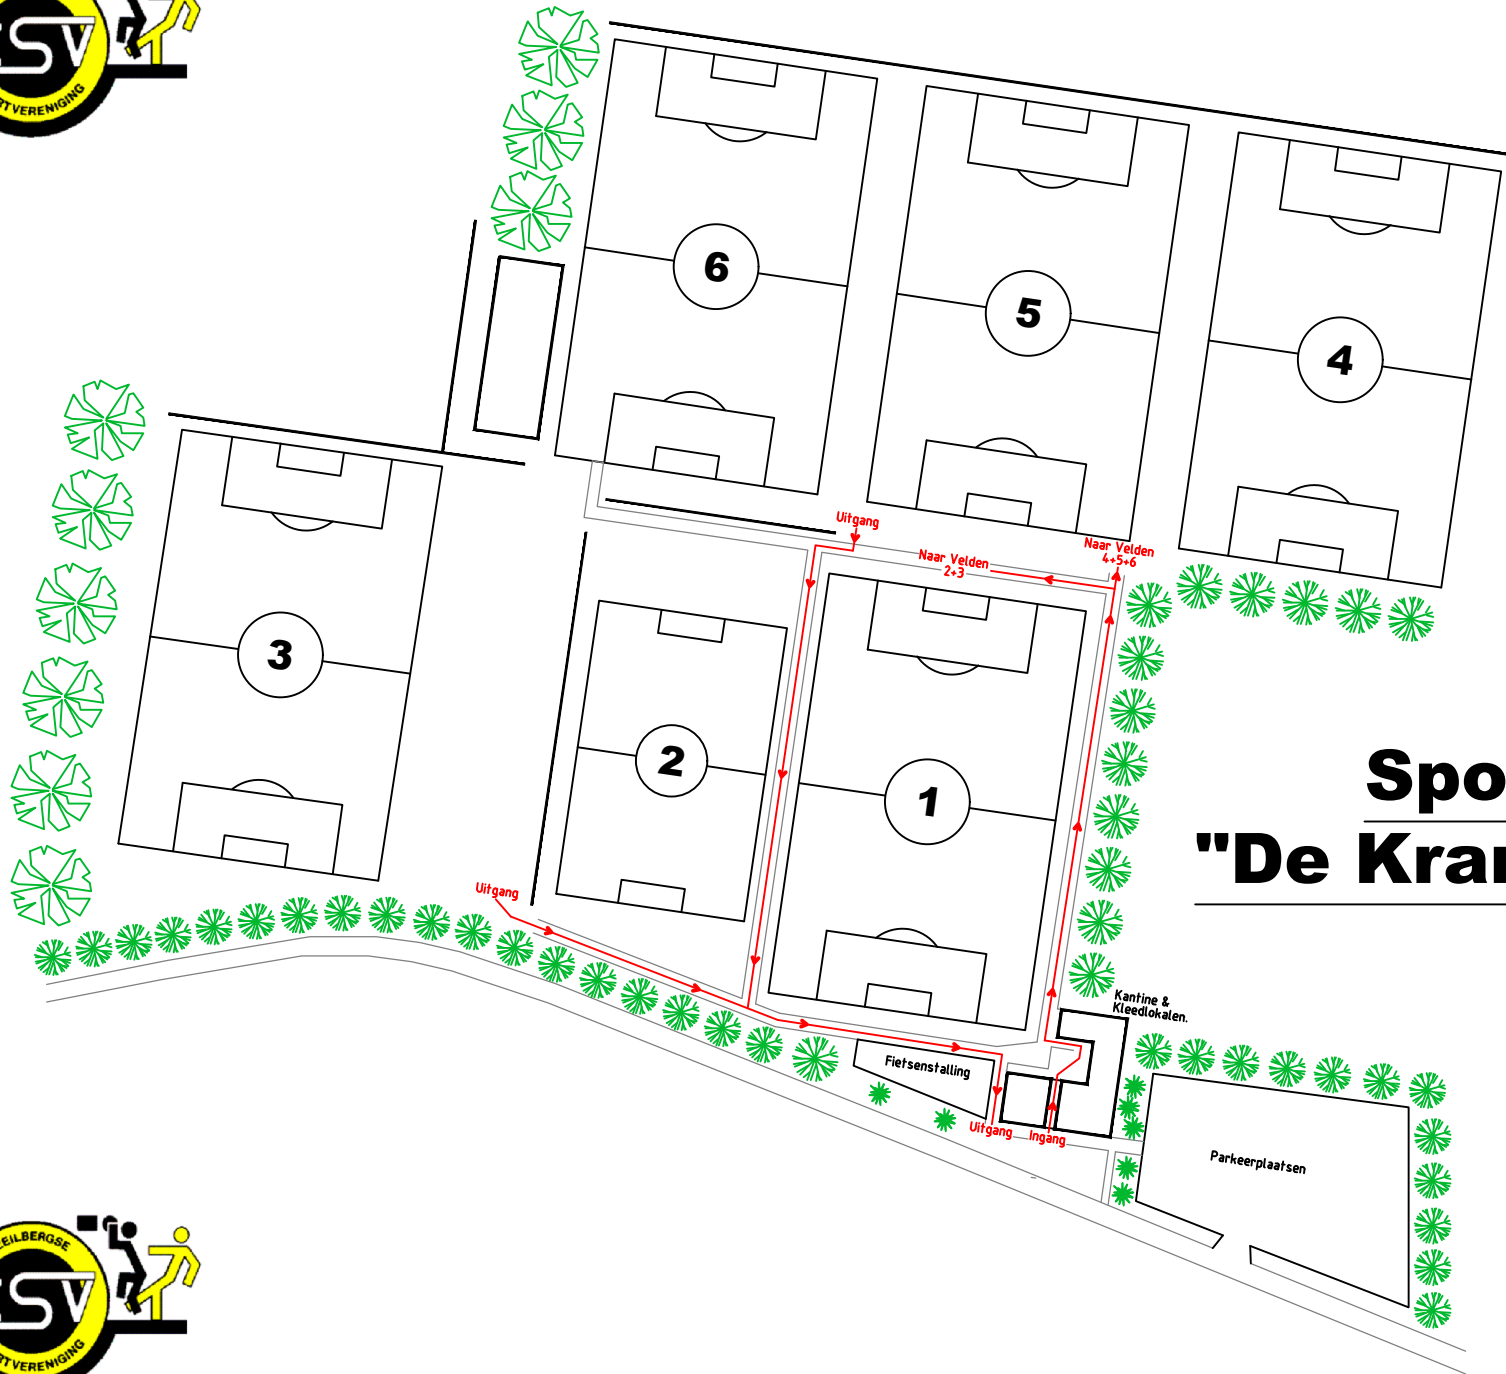 SV
RTVERENIGING
6
5
4
Uitgang
Naar Velden
2+3
Naar Velden
4+5+6
3
2
1
Spo
"De Kra
Uitgang
Kantine &
Kleedlokalen.
Fietsenstalling
Uitgang
Ingang
Parkeerplaatsen
EILBERGSE
SV
RTVERENIGING